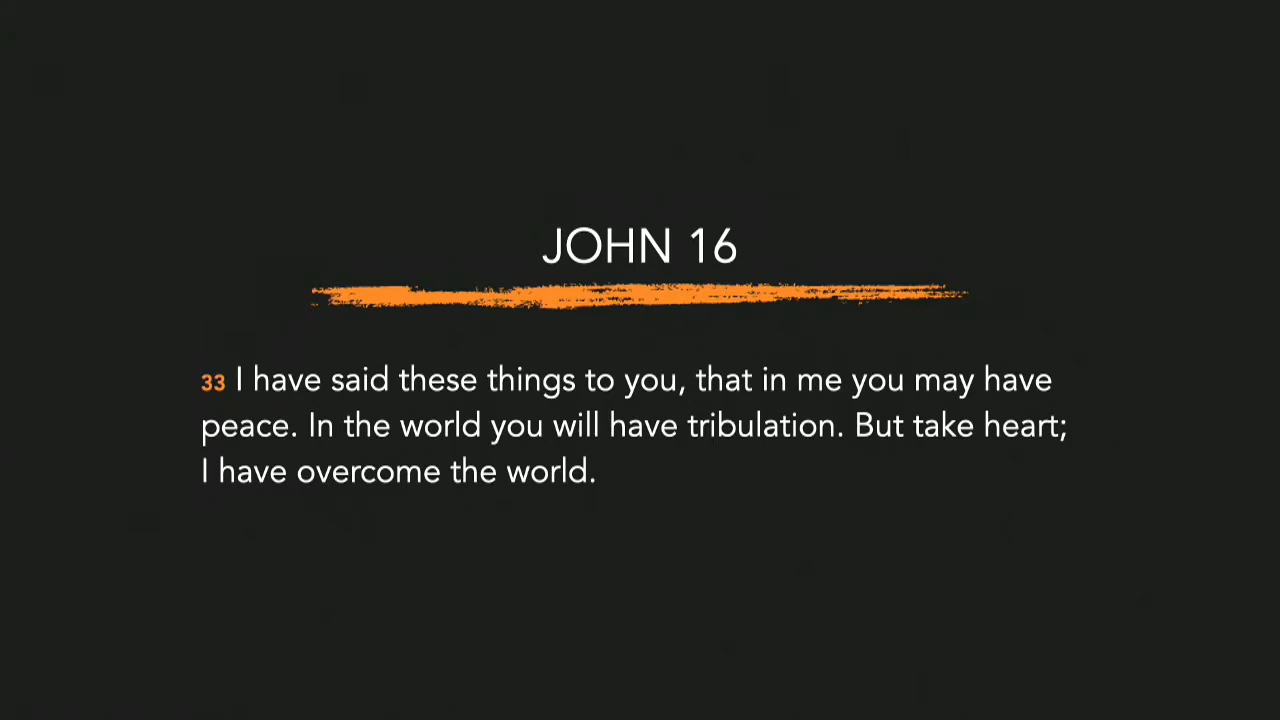 JOHN 16
33 I have said these things to you, that in me you may have
peace. In the world you will have tribulation. But take heart;
I have overcome the world.